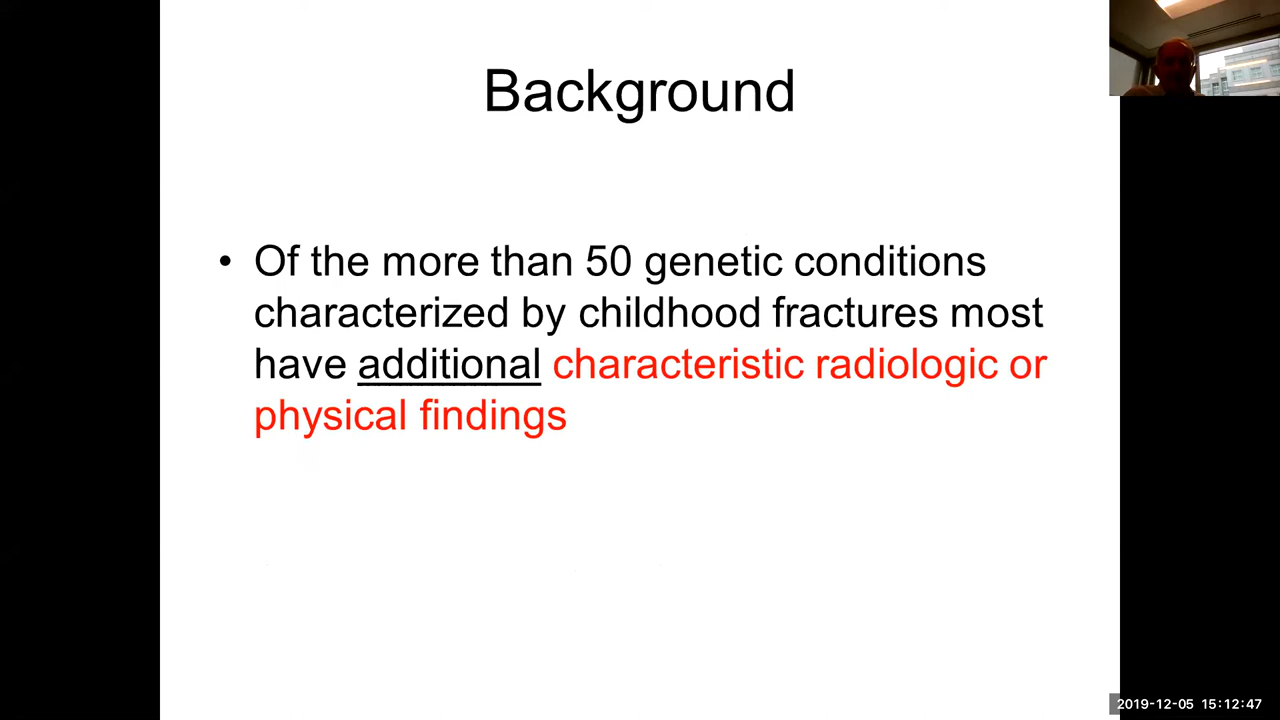 Background
• Of the more than 50 genetic conditions
characterized by childhood fractures most
have additional characteristic radiologic or
physical findings
2019-12-05 15:12:47